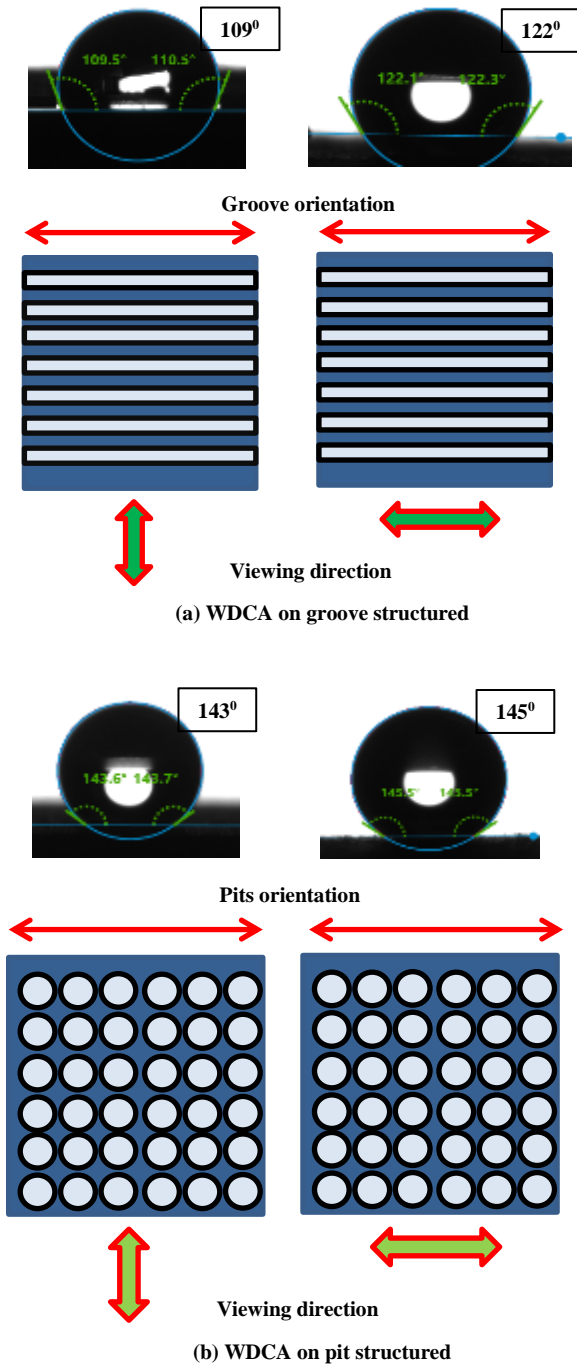 109⁰ 122⁰
109.5° 110.5° 122.1° 122.3°
Groove orientation
Viewing direction
(a) WDCA on groove structured
143⁰ 145⁰
143.6° 143.7° 145.5° 145.5°
Pits orientation
Viewing direction
(b) WDCA on pit structured